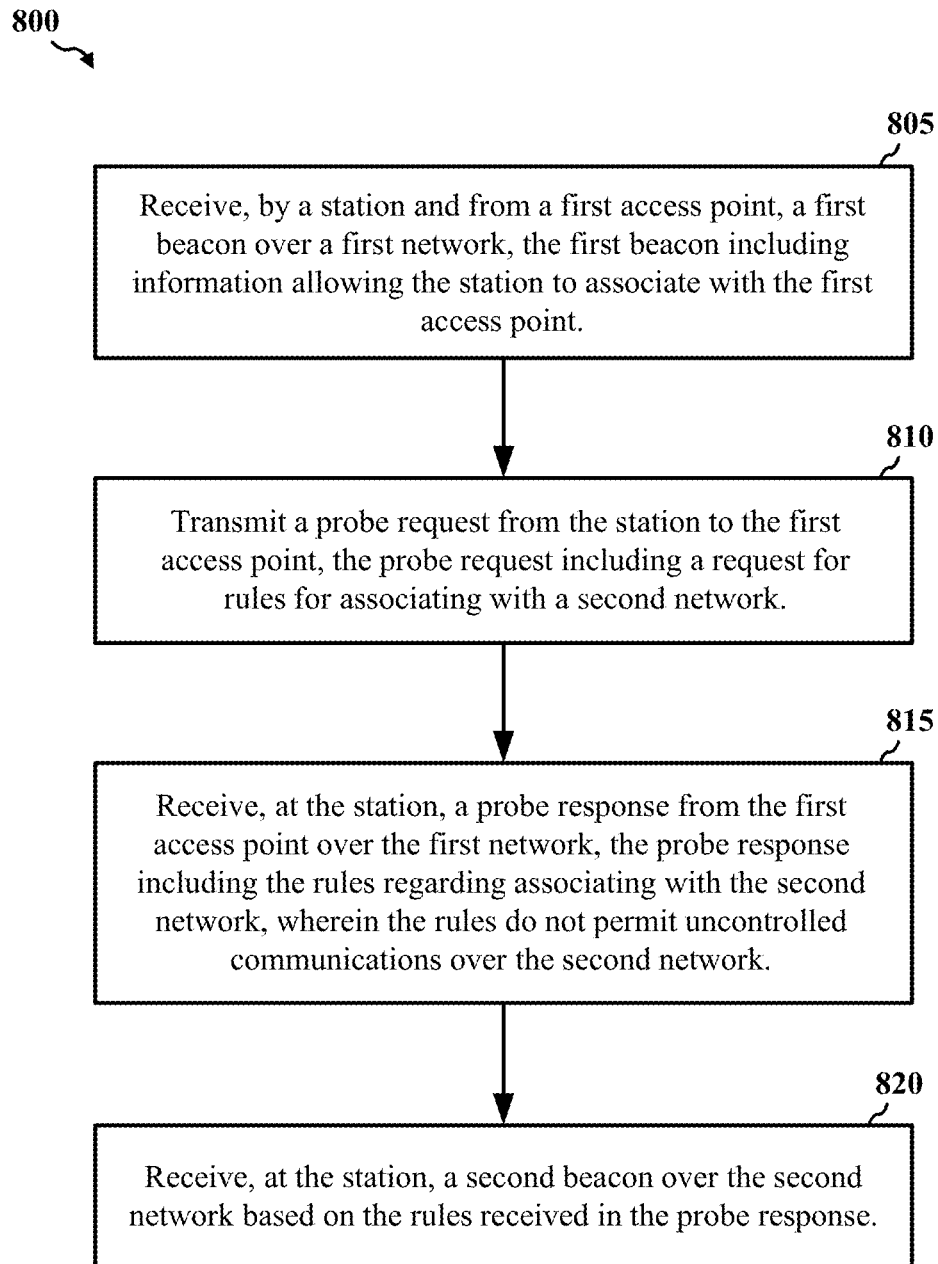 800
805
Receive, by a station and from a first access point, a first
beacon over a first network, the first beacon including
information allowing the station to associate with the first
access point.
810
Transmit a probe request from the station to the first
access point, the probe request including a request for
rules for associating with a second network.
815
Receive, at the station, a probe response from the first
access point over the first network, the probe response
including the rules regarding associating with the second
network, wherein the rules do not permit uncontrolled
communications over the second network.
820
Receive, at the station, a second beacon over the second
network based on the rules received in the probe response.